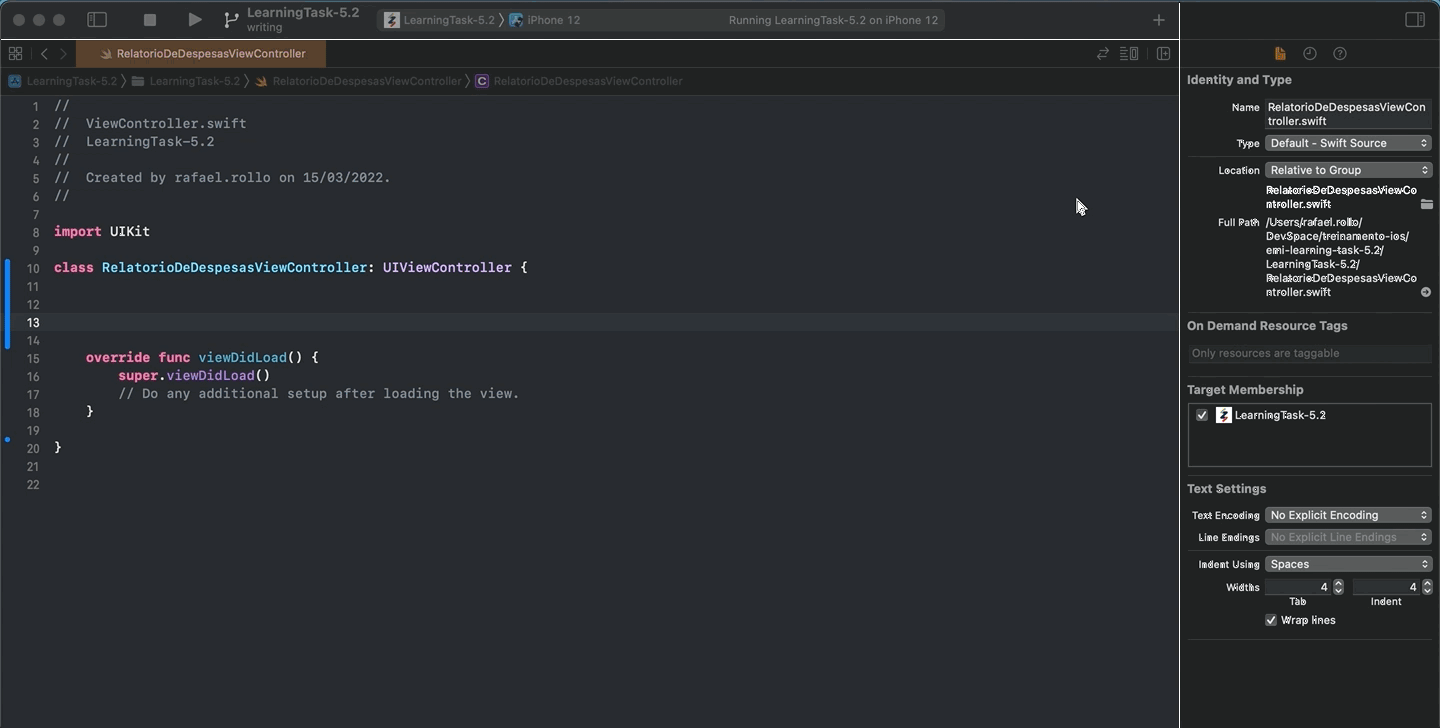 LearningTask-5.2
writing
LearningTask-5.2 〉 iPhone 12
Running LearningTask-5.2 on iPhone 12
RelatorioDeDespesasViewController
LearningTask-5.2 〉 LearningTask-5.2 〉 RelatorioDeDespesasViewController 〉 C RelatorioDeDespesasViewController
1 //
2 //  ViewController.swift
3 //  LearningTask-5.2
4 //
5 //  Created by rafael.rollo on 15/03/2022.
6 //
7
8 import UIKit
9
10 class RelatorioDeDespesasViewController: UIViewController {
11
12
13
14
15     override func viewDidLoad() {
16         super.viewDidLoad()
17         // Do any additional setup after loading the view.
18     }
19
20 }
21
22
Identity and Type
Name RelatorioDeDespesasViewCon
troller.swift
Type Default - Swift Source
Location Relative to Group
RelatorioDeDespesasViewCo
ntroller.swift
Full Path /Users/rafael.rollo/
DevSpace/treinamento-ios/
emi-learning-task-5.2/
LearningTask-5.2/
RelatorioDeDespesasViewCo
ntroller.swift
On Demand Resource Tags
Only resources are taggable
Target Membership
LearningTask-5.2
Text Settings
Text Encoding No Explicit Encoding
Line Endings No Explicit Line Endings
Indent Using Spaces
Widths 4 4
Tab Indent
Wrap lines